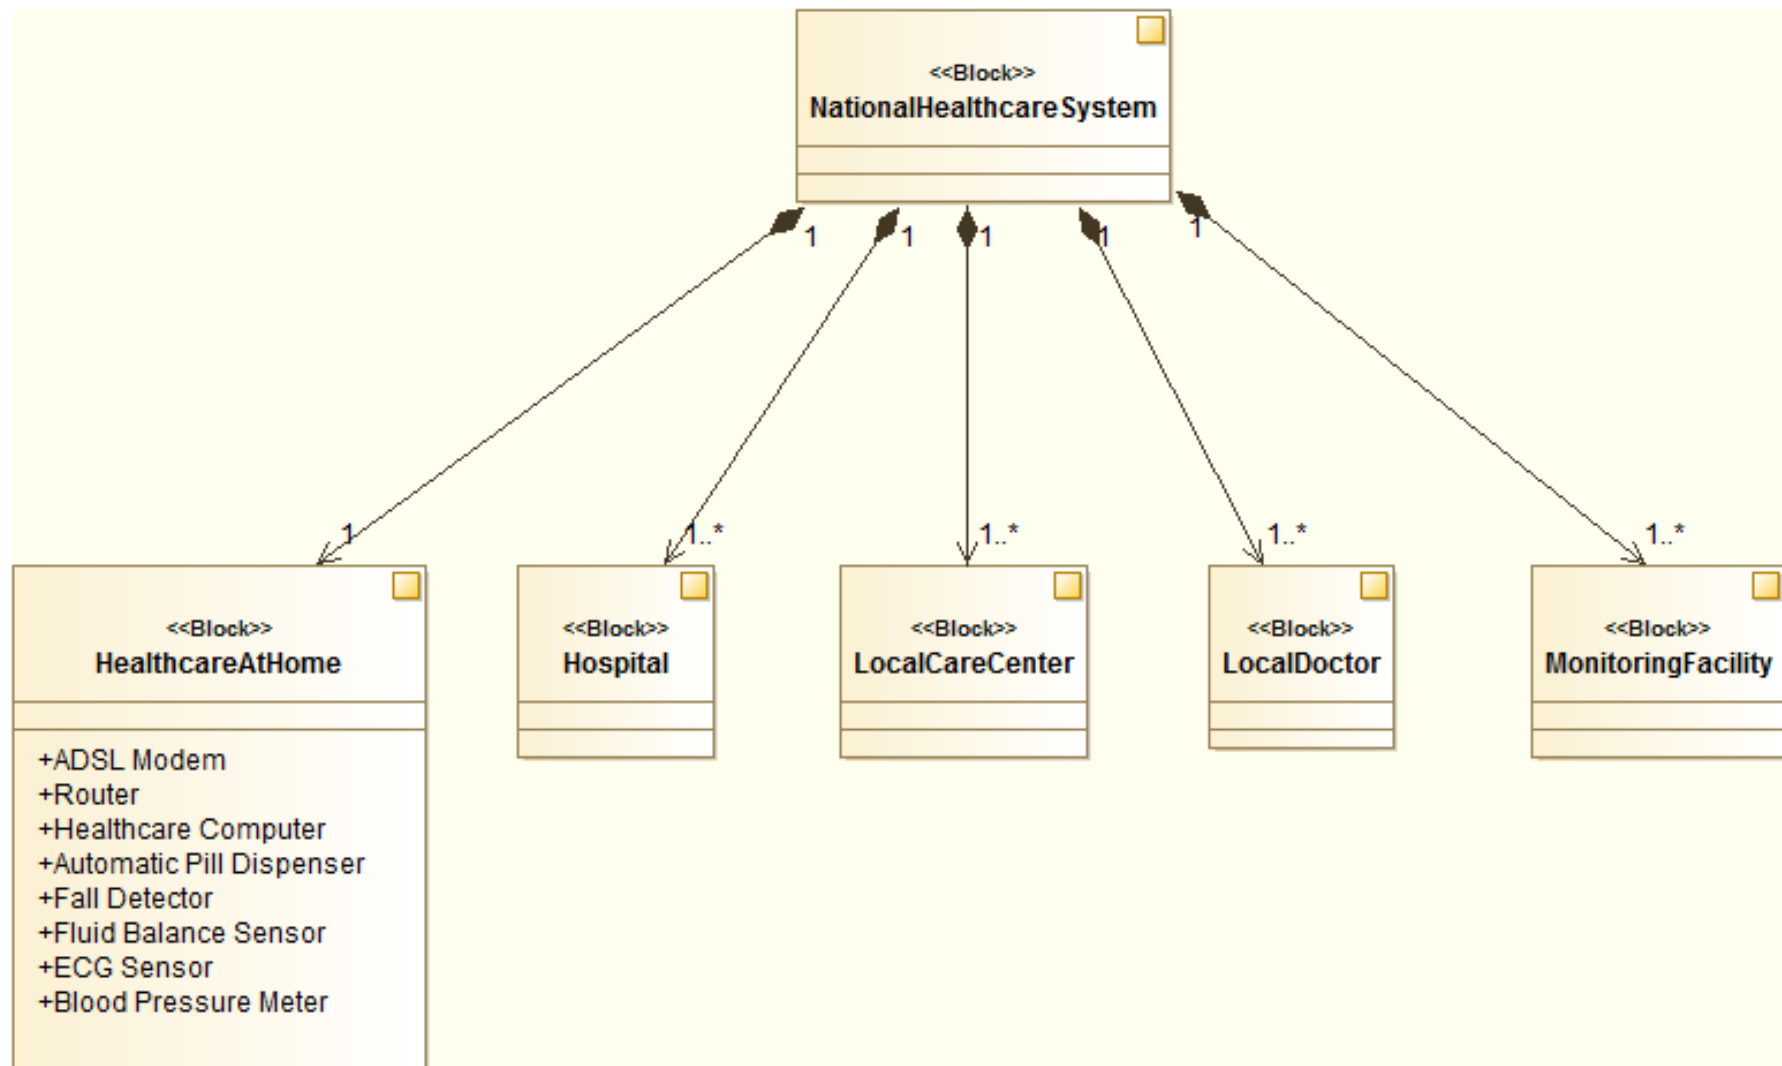 <<Block>>
NationalHealthcareSystem
1
1
1
1
1
1
1..*
1..*
1..*
1..*
<<Block>>
HealthcareAtHome
+ADSL Modem
+Router
+Healthcare Computer
+Automatic Pill Dispenser
+Fall Detector
+Fluid Balance Sensor
+ECG Sensor
+Blood Pressure Meter
<<Block>>
Hospital
<<Block>>
LocalCareCenter
<<Block>>
LocalDoctor
<<Block>>
MonitoringFacility